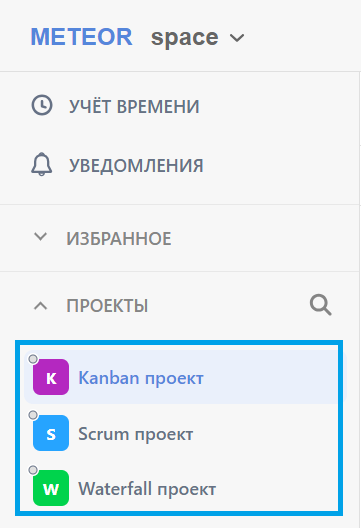 METEOR space
УЧЁТ ВРЕМЕНИ
УВЕДОМЛЕНИЯ
ИЗБРАННОЕ
ПРОЕКТЫ
K Kanban проект
S Scrum проект
W Waterfall проект